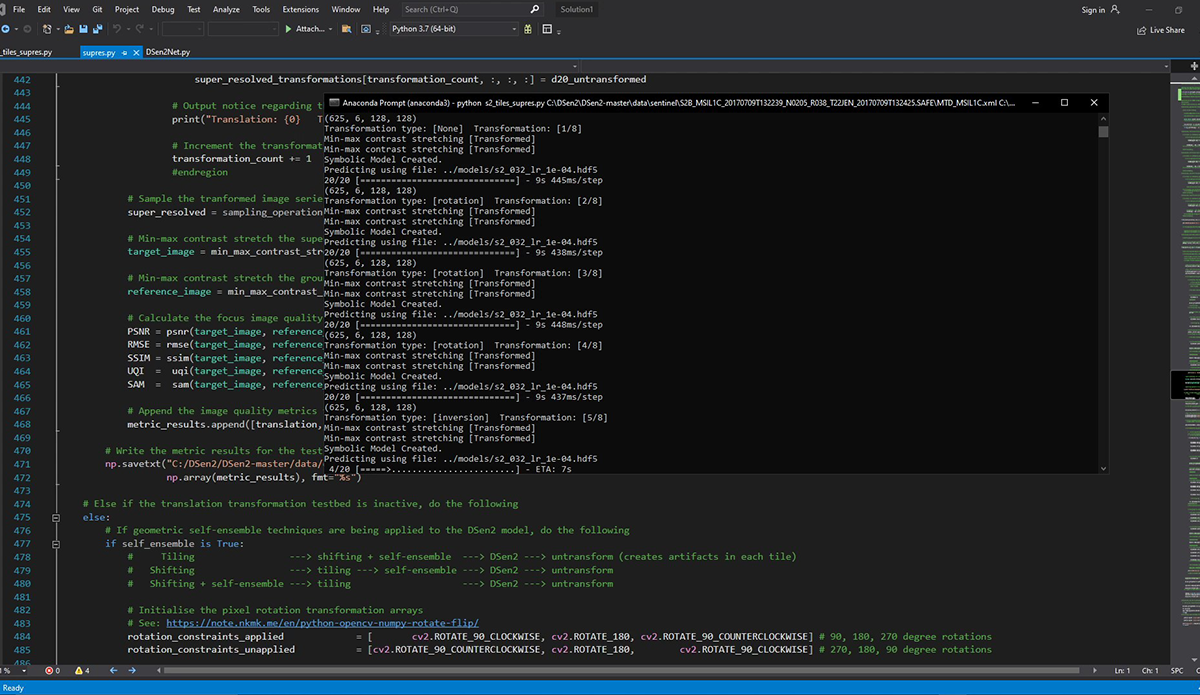 File Edit View Git Project Debug Test Analyze Tools Extensions Window Help Search (Ctrl+Q) Solution1 Sign in
Attach... Python 3.7 (64-bit) Live Share
_tiles_supres.py supres.py DSen2Net.py
442 super_resolved_transformations[transformation_count, :, :, :] = d20_untransformed
443
444 # Output notice regarding t
445 print("Translation: {0} T
446
447 # Increment the transformat
448 transformation_count += 1
449 #endregion
450
451 # Sample the tranformed image serie
452 super_resolved = sampling_operation
453
454 # Min-max contrast stretch the supe
455 target_image = min_max_contrast_str
456
457 # Min-max contrast stretch the grou
458 reference_image = min_max_contrast_
459
460 # Calculate the focus image quality
461 PSNR = psnr(target_image, reference
462 RMSE = rmse(target_image, reference
463 SSIM = ssim(target_image, reference
464 UQI = uqi(target_image, reference
465 SAM = sam(target_image, reference
466
467 # Append the image quality metrics
468 metric_results.append([translation,
469
470 # Write the metric results for the test
471 np.savetxt("C:/DSen2/DSen2-master/data/
472 np.array(metric_results), fmt="%s")
473
474 # Else if the translation transformation testbed is inactive, do the following
475 else:
476 # If geometric self-ensemble techniques are being applied to the DSen2 model, do the following
477 if self_ensemble is True:
478 # Tiling ---> shifting + self-ensemble ---> DSen2 ---> untransform (creates artifacts in each tile)
479 # Shifting ---> tiling ---> self-ensemble ---> DSen2 ---> untransform
480 # Shifting + self-ensemble ---> tiling ---> DSen2 ---> untransform
481
482 # Initialise the pixel rotation transformation arrays
483 # See: https://note.nkmk.me/en/python-opencv-numpy-rotate-flip/
484 rotation_constraints_applied = [ cv2.ROTATE_90_CLOCKWISE, cv2.ROTATE_180, cv2.ROTATE_90_COUNTERCLOCKWISE] # 90, 180, 270 degree rotations
485 rotation_constraints_unapplied = [cv2.ROTATE_90_COUNTERCLOCKWISE, cv2.ROTATE_180, cv2.ROTATE_90_CLOCKWISE] # 270, 180, 90 degree rotations
486
Anaconda Prompt (anaconda3) - python s2_tiles_supres.py C:\DSen2\DSen2-master\data\sentinel\S2B_MSIL1C_20170709T132239_N0205_R038_T22JEN_20170709T132425.SAFE\MTD_MSIL1C.xml C:\...
(625, 6, 128, 128)
Transformation type: [None] Transformation: [1/8]
Min-max contrast stretching [Transformed]
Min-max contrast stretching [Transformed]
Symbolic Model Created.
Predicting using file: ../models/s2_032_lr_1e-04.hdf5
20/20 [==============================] - 9s 445ms/step
(625, 6, 128, 128)
Transformation type: [rotation] Transformation: [2/8]
Min-max contrast stretching [Transformed]
Min-max contrast stretching [Transformed]
Symbolic Model Created.
Predicting using file: ../models/s2_032_lr_1e-04.hdf5
20/20 [==============================] - 9s 438ms/step
(625, 6, 128, 128)
Transformation type: [rotation] Transformation: [3/8]
Min-max contrast stretching [Transformed]
Min-max contrast stretching [Transformed]
Symbolic Model Created.
Predicting using file: ../models/s2_032_lr_1e-04.hdf5
20/20 [==============================] - 9s 448ms/step
(625, 6, 128, 128)
Transformation type: [rotation] Transformation: [4/8]
Min-max contrast stretching [Transformed]
Min-max contrast stretching [Transformed]
Symbolic Model Created.
Predicting using file: ../models/s2_032_lr_1e-04.hdf5
20/20 [==============================] - 9s 437ms/step
(625, 6, 128, 128)
Transformation type: [inversion] Transformation: [5/8]
Min-max contrast stretching [Transformed]
Min-max contrast stretching [Transformed]
Symbolic Model Created.
Predicting using file: ../models/s2_032_lr_1e-04.hdf5
4/20 [=====>........................] - ETA: 7s
% 0 4 Ln: 1 Ch: 1 SPC
Ready